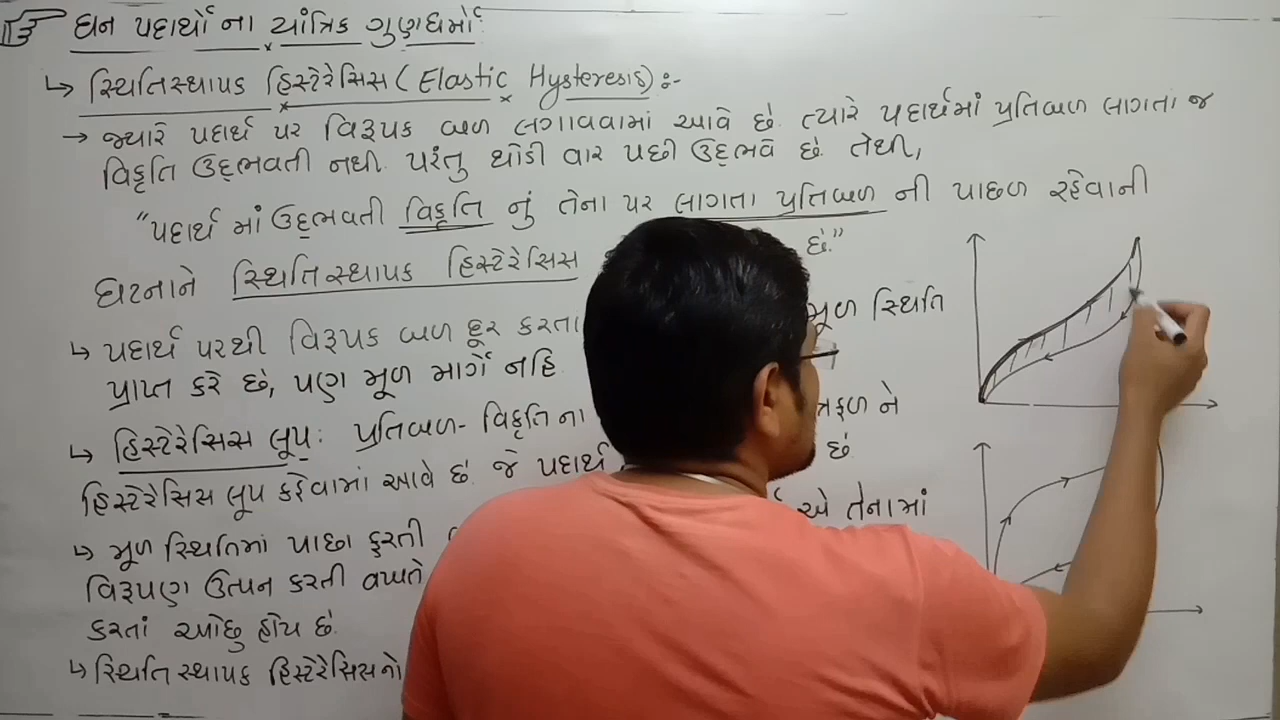 ઘન પદાર્થોના યાંત્રિક ગુણધર્મો
↳ સ્થિતિસ્થાપક હિસ્ટેરેસિસ (Elastic Hysteresis) :-
→ જ્યારે પદાર્થ પર વિરૂપક બળ લગાવવામાં આવે છે. ત્યારે પદાર્થમાં પ્રતિબળ લાગતા જ
વિકૃતિ ઉદ્ભવતી નથી. પરંતુ થોડી વાર પછી ઉદ્ભવે છે. તેથી,
"પદાર્થ માં ઉદ્ભવતી વિકૃતિ નું તેના પર લાગતા પ્રતિબળ ની પાછળ રહેવાની
ઘટનાને સ્થિતિસ્થાપક હિસ્ટેરેસિસ છે."
↳ પદાર્થ પરથી વિરૂપક બળ દૂર કરતા મૂળ સ્થિતિ
પ્રાપ્ત કરે છે, પણ મૂળ માર્ગે નહિ.
↳ હિસ્ટેરેસિસ લૂપ: પ્રતિબળ- વિકૃતિના ને
હિસ્ટેરેસિસ લૂપ કહેવામાં આવે છે. જે પદાર્થ છે
↳ મૂળ સ્થિતિમાં પાછા ફરતી એ તેનામાં
વિરૂપણ ઉત્પન કરતી વખતે
કરતાં ઓછુ હોય છે.
↳ સ્થિતિ સ્થાપક હિસ્ટેરેસિસનો